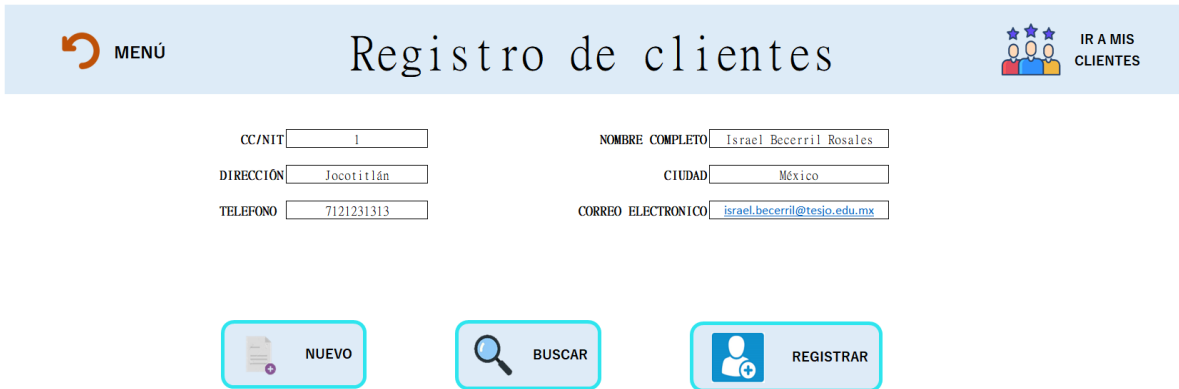 MENÚ
Registro de clientes
IR A MIS
CLIENTES
CC/NIT 1
NOMBRE COMPLETO Israel Becerril Rosales
DIRECCIÓN Jocotitlán
CIUDAD México
TELEFONO 7121231313
CORREO ELECTRONICO israel.becerril@tesjo.edu.mx
NUEVO
BUSCAR
REGISTRAR